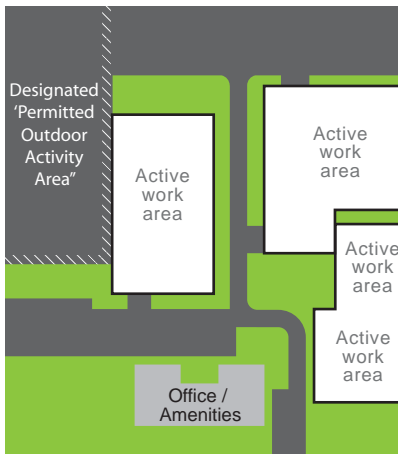 Designated
'Permitted
Outdoor
Activity
Area"
Active
work
area
Active
work
area
Active
work
area
Active
work
area
Office /
Amenities